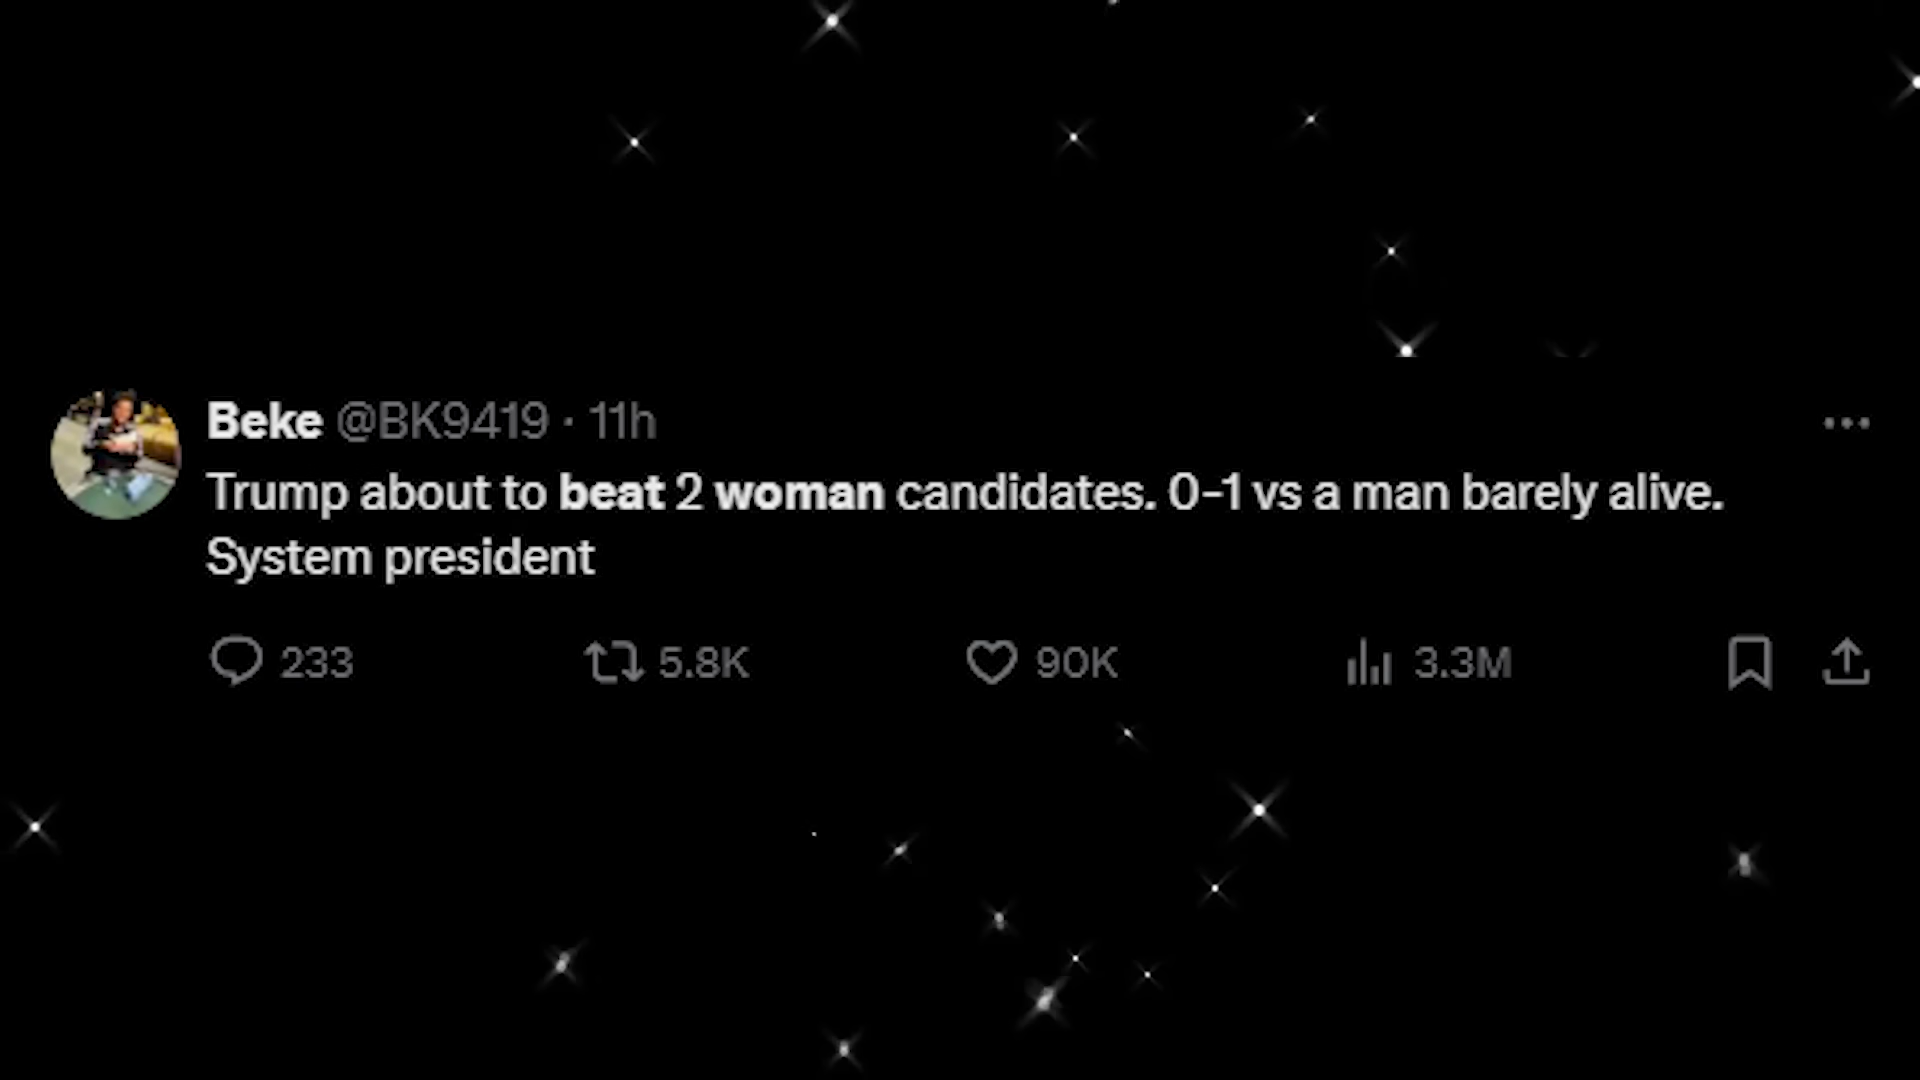 Beke @BK9419 · 11h
Trump about to beat 2 woman candidates. 0-1 vs a man barely alive.
System president
233 5.8K 90K 3.3M